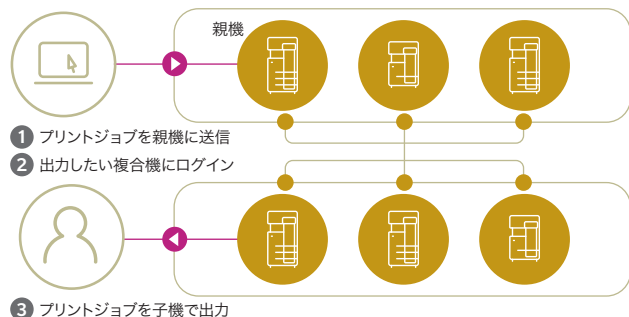 親機
1 プリントジョブを親機に送信
2 出力したい複合機にログイン
3 プリントジョブを子機で出力